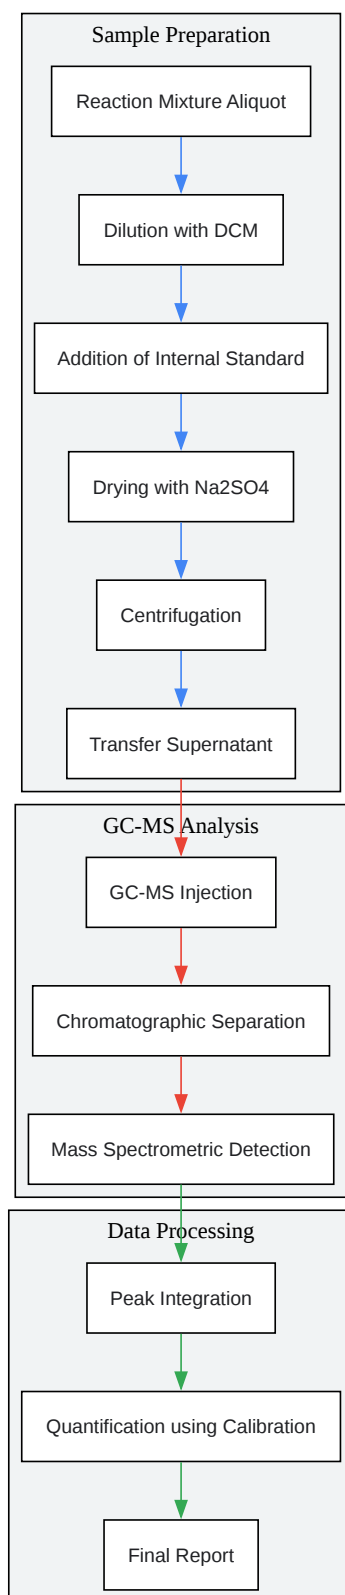 Sample Preparation
Reaction Mixture Aliquot
Dilution with DCM
Addition of Internal Standard
Drying with Na2SO4
Centrifugation
Transfer Supernatant
GC-MS Analysis
GC-MS Injection
Chromatographic Separation
Mass Spectrometric Detection
Data Processing
Peak Integration
Quantification using Calibration
Final Report